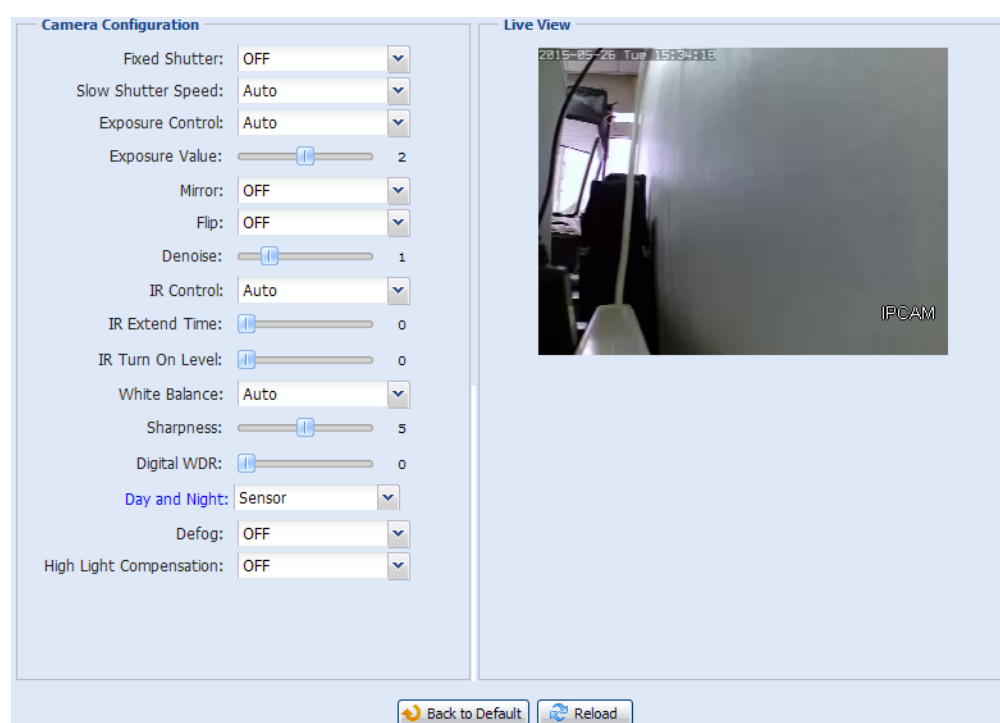 Camera Configuration
Fixed Shutter: OFF
Slow Shutter Speed: Auto
Exposure Control: Auto
Exposure Value: 2
Mirror: OFF
Flip: OFF
Denoise: 1
IR Control: Auto
IR Extend Time: 0
IR Turn On Level: 0
White Balance: Auto
Sharpness: 5
Digital WDR: 0
Day and Night: Sensor
Defog: OFF
High Light Compensation: OFF
Live View
2015-05-26 Tue 15:34:18
IPCAM
Back to Default
Reload